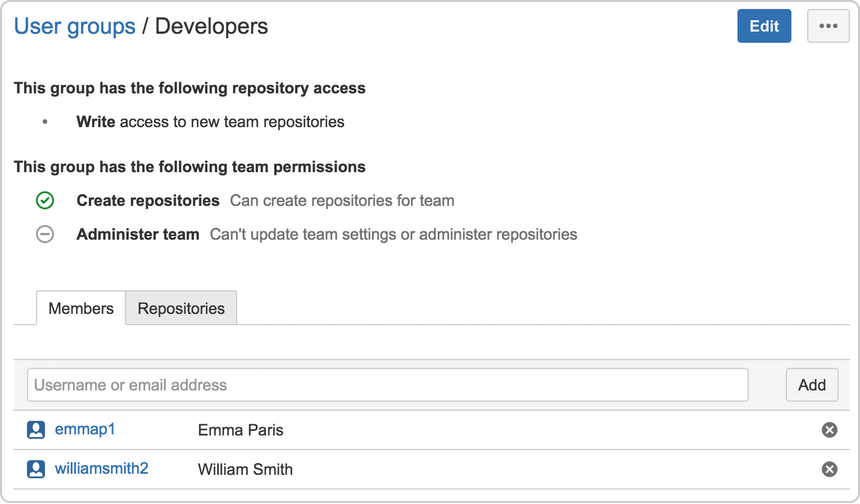 User groups / Developers
Edit
•••
This group has the following repository access
• Write access to new team repositories
This group has the following team permissions
Create repositories Can create repositories for team
Administer team Can't update team settings or administer repositories
Members Repositories
Username or email address
Add
emmap1 Emma Paris
williamsmith2 William Smith